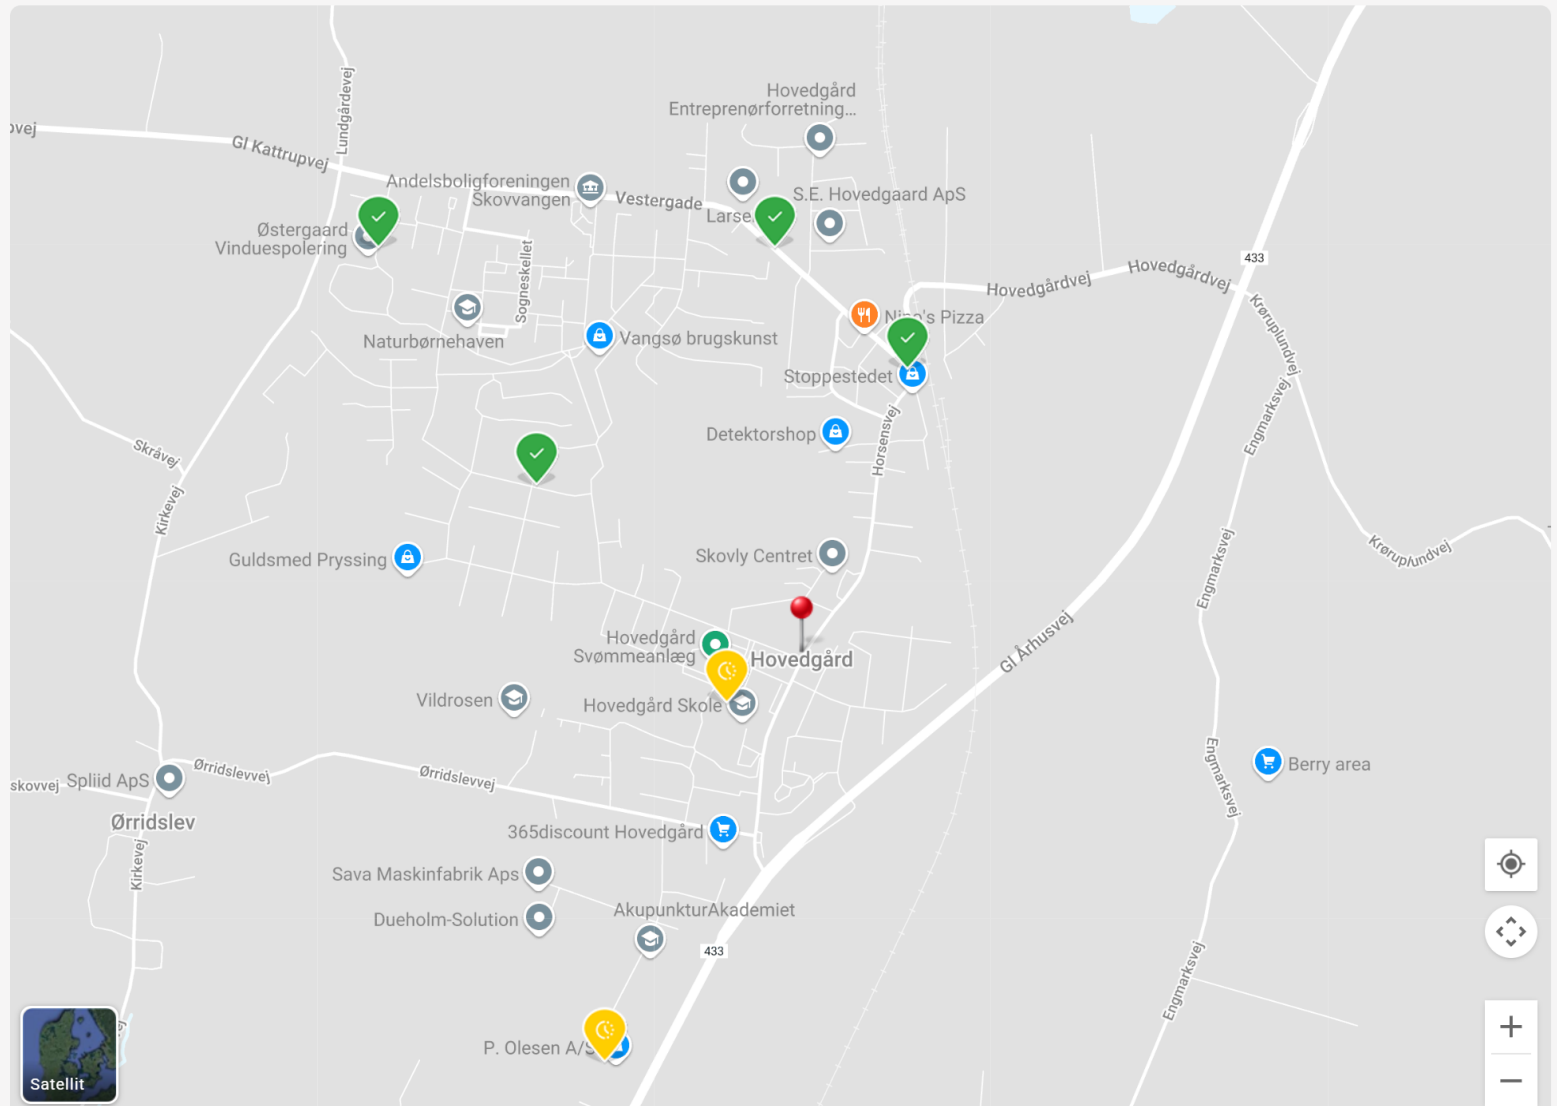 Hovedgård
Entreprenørforretning...
Lundgårdevej
Gl Kattrupvej
Andelsboligforeningen
Skovvangen
Vestergade
S.E. Hovedgaard ApS
Østergaard
Vinduespolering
Sogneskellet
433
Hovedgårdvej
Hovedgårdvej
Krøruplundvej
Naturbørnehaven
Vangsø brugskunst
Nino's Pizza
Stoppestedet
Engmarksvej
Detektorshop
Horsensvej
Skråvej
Kirkevej
Guldsmed Pryssing
Skovly Centret
Krøruplundvej
Engmarksvej
Gl Århusvej
Hovedgård
Svømmeanlæg
Hovedgård
Vildrosen
Hovedgård Skole
Engmarksvej
Berry area
skovvej
Spliid ApS
Ørridslevvej
Ørridslevvej
Ørridslev
365discount Hovedgård
Kirkevej
Sava Maskinfabrik Aps
Dueholm-Solution
AkupunkturAkademiet
433
Engmarksvej
P. Olesen A/S
Satellit